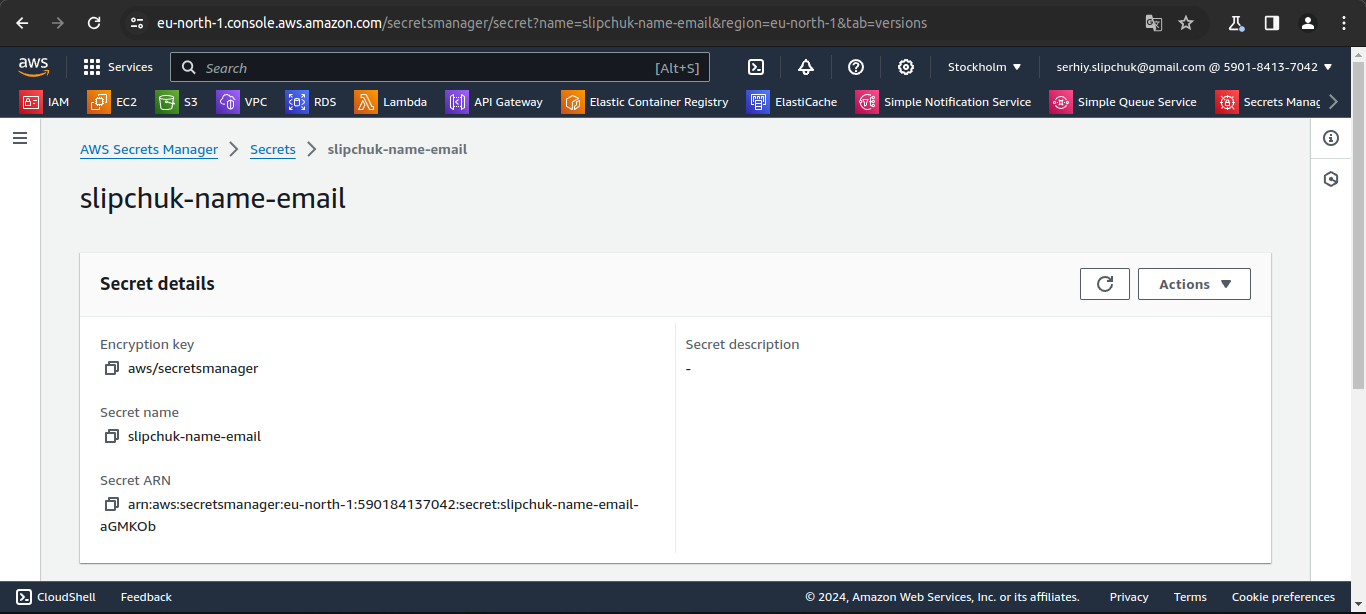 eu-north-1.console.aws.amazon.com/secretsmanager/secret?name=slipchuk-name-email&region=eu-north-1&tab=versions
aws Services Search [Alt+S] Stockholm serhiy.slipchuk@gmail.com @ 5901-8413-7042
IAM EC2 S3 VPC RDS Lambda API Gateway Elastic Container Registry ElastiCache Simple Notification Service Simple Queue Service Secrets Manag
AWS Secrets Manager Secrets slipchuk-name-email
slipchuk-name-email
Secret details Actions
Encryption key Secret description
aws/secretsmanager -
Secret name
slipchuk-name-email
Secret ARN
arn:aws:secretsmanager:eu-north-1:590184137042:secret:slipchuk-name-email-
aGMKOb
CloudShell Feedback © 2024, Amazon Web Services, Inc. or its affiliates. Privacy Terms Cookie preferences